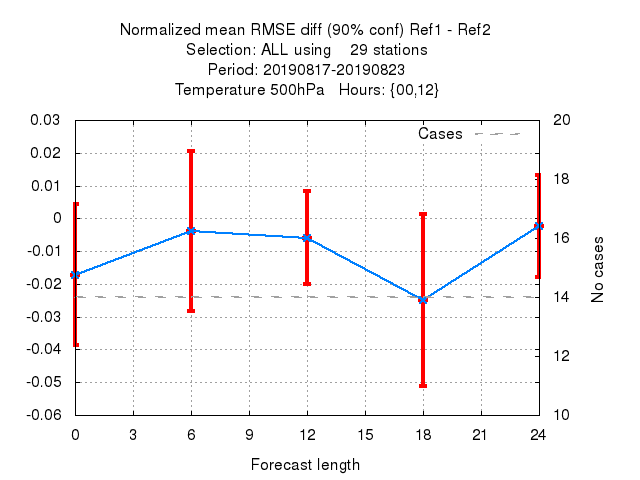 Normalized mean RMSE diff (90% conf) Ref1 - Ref2
Selection: ALL using    29 stations
Period: 20190817-20190823
Temperature 500hPa   Hours: {00,12}
0.03
0.02
0.01
0
-0.01
-0.02
-0.03
-0.04
-0.05
-0.06
Cases
20
18
16
14
12
10
No cases
0 3 6 9 12 15 18 21 24
Forecast length